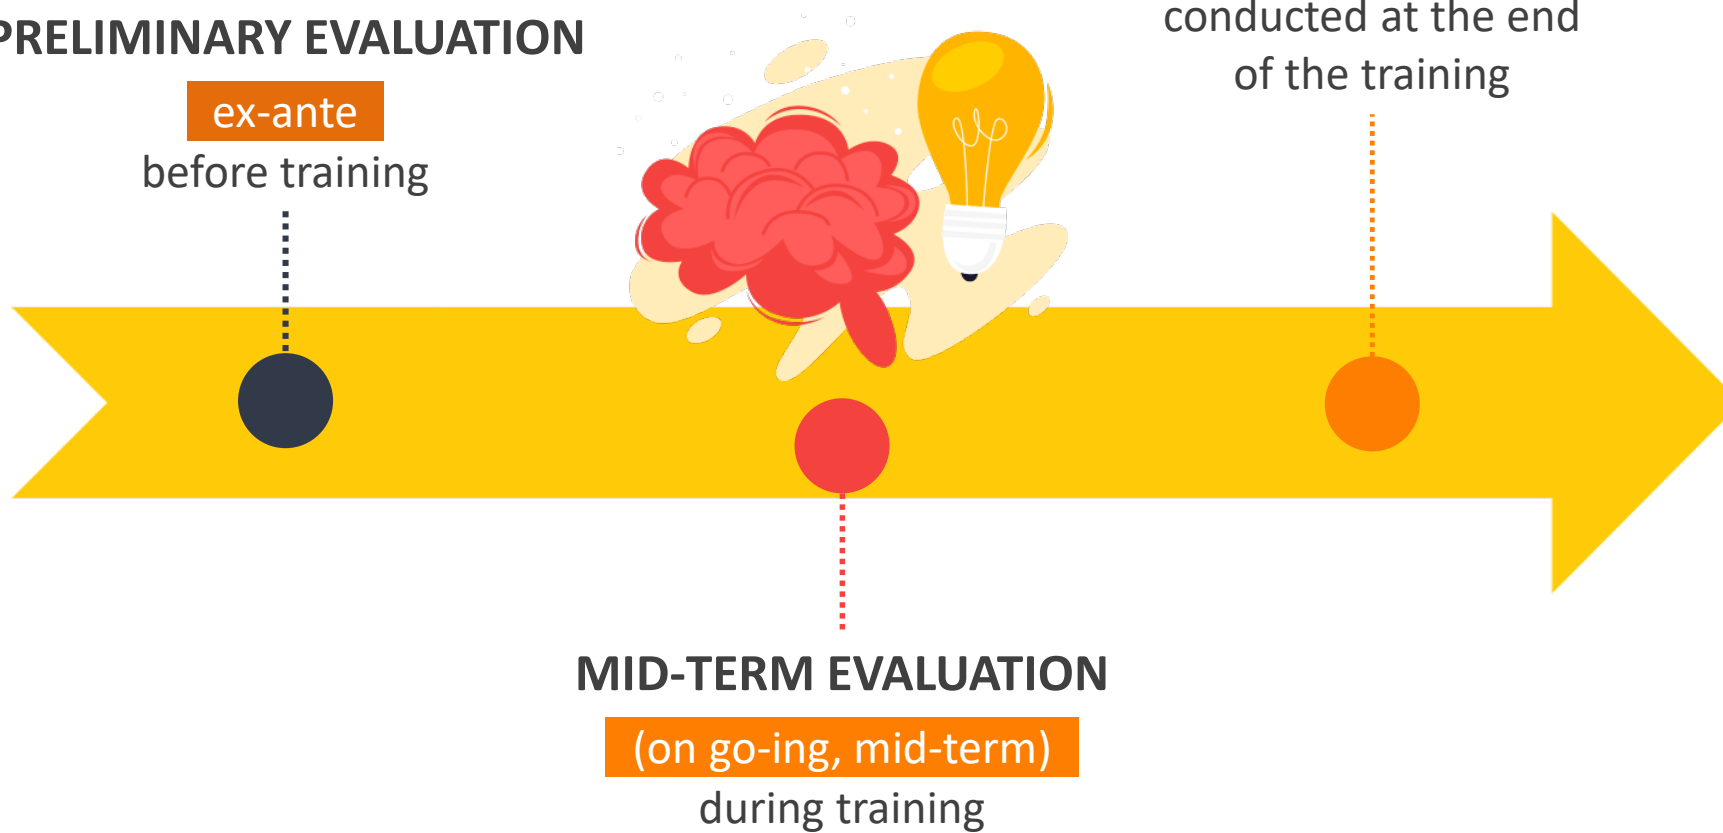 PRELIMINARY EVALUATION
ex-ante
before training
conducted at the end
of the training
MID-TERM EVALUATION
(on go-ing, mid-term)
during training